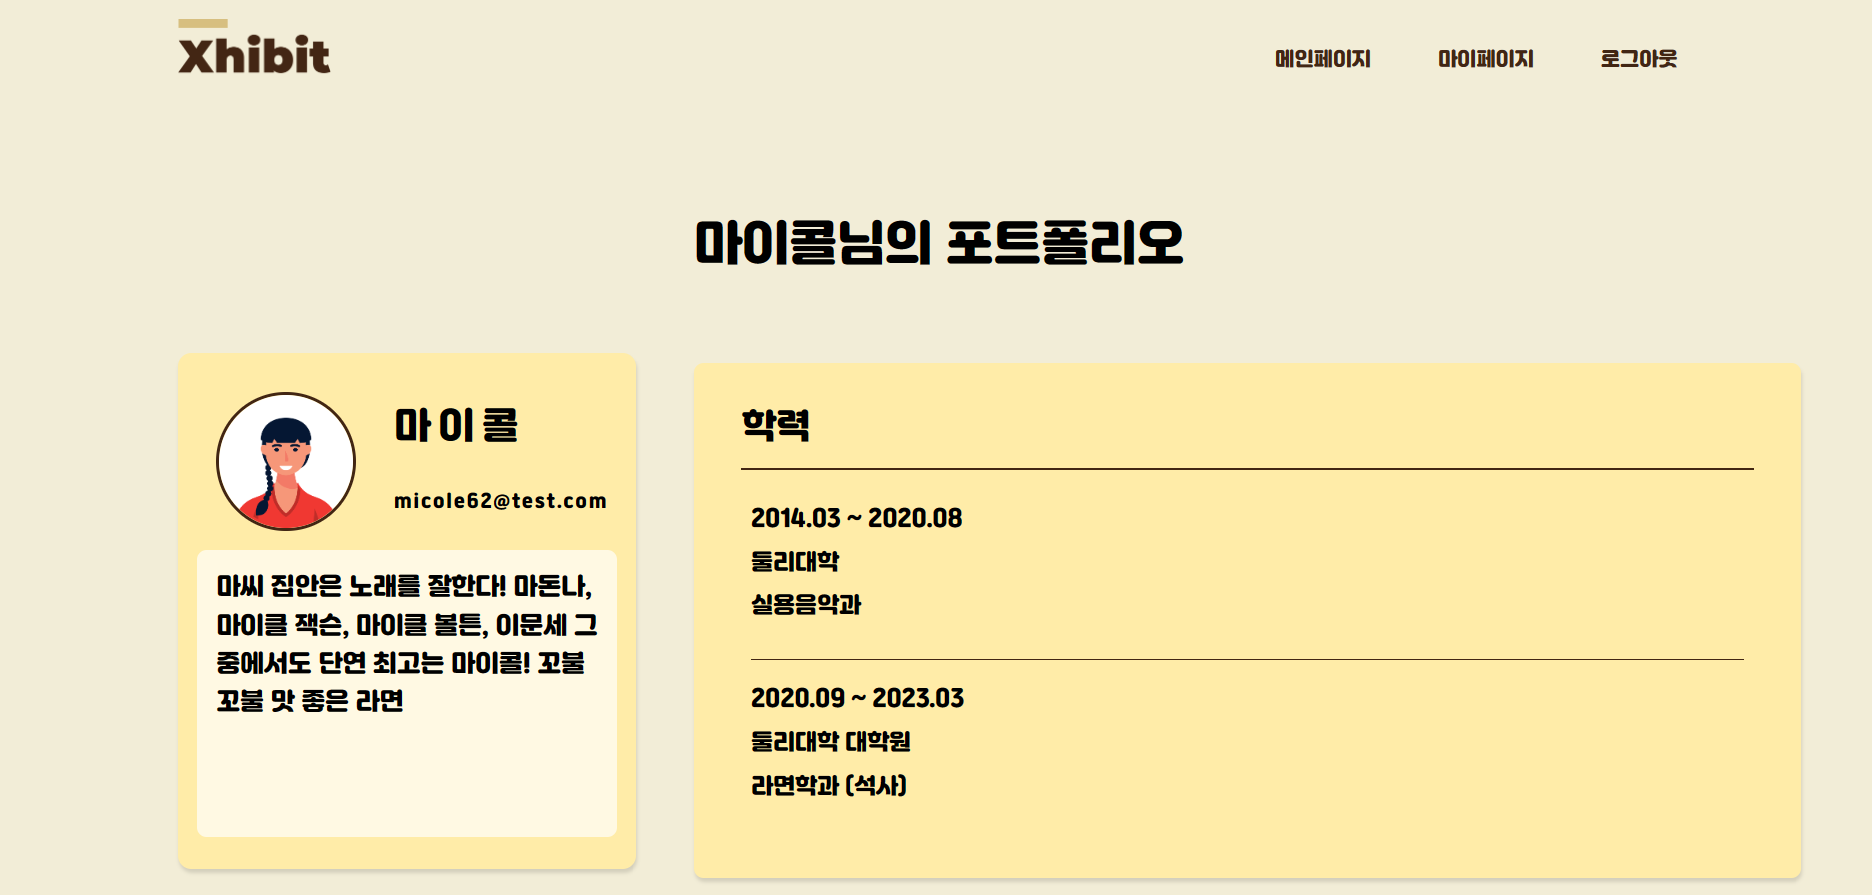 Xhibit
메인페이지 마이페이지 로그아웃
마이콜님의 포트폴리오
마이콜
micole62@test.com
마씨 집안은 노래를 잘한다! 마돈나,
마이클 잭슨, 마이클 볼튼, 이문세 그
중에서도 단연 최고는 마이콜! 꼬불
꼬불 맛 좋은 라면
학력
2014.03 ~ 2020.08
둘리대학
실용음악과
2020.09 ~ 2023.03
둘리대학 대학원
라면학과 (석사)